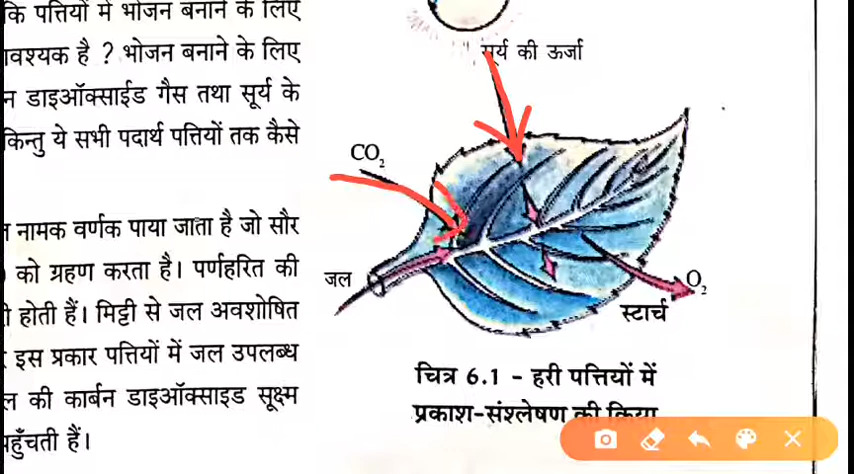 कि पत्तियों में भोजन बनाने के लिए
वश्यक है ? भोजन बनाने के लिए
न डाइऑक्साईड गैस तथा सूर्य के
किन्तु ये सभी पदार्थ पत्तियों तक कैसे
नामक वर्णक पाया जाता है जो सौर
को ग्रहण करता है। पर्णहरित की
होती हैं। मिट्टी से जल अवशोषित
इस प्रकार पत्तियों में जल उपलब्ध
ल की कार्बन डाइऑक्साइड सूक्ष्म
पहुँचती हैं।
सूर्य की ऊर्जा
CO₂
जल
O₂
स्टार्च
चित्र 6.1 - हरी पत्तियों में
प्रकाश-संश्लेषण की क्रिया